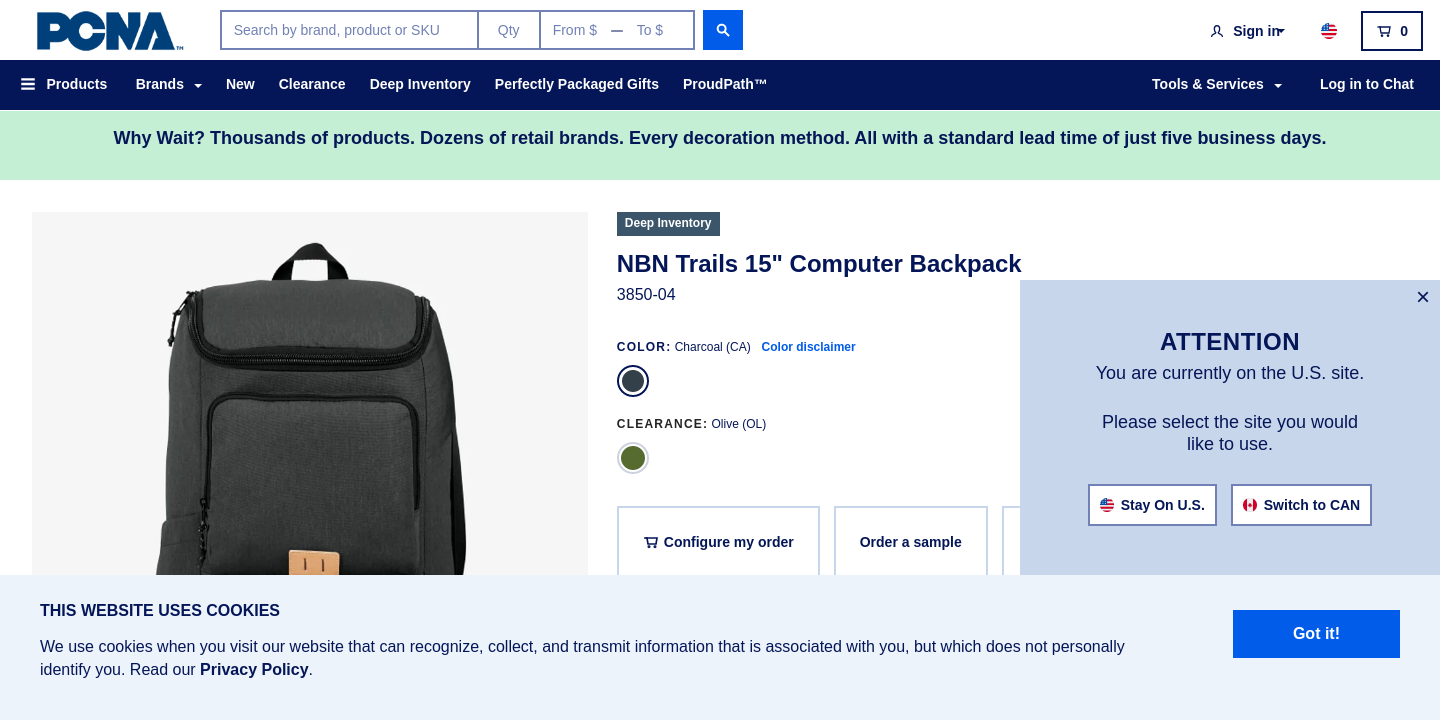 PCNA™
Search by brand, product or SKU
Qty
From $ — To $
Sign in
0
Products
Brands
New
Clearance
Deep Inventory
Perfectly Packaged Gifts
ProudPath™
Tools & Services
Log in to Chat
Why Wait? Thousands of products. Dozens of retail brands. Every decoration method. All with a standard lead time of just five business days.
Deep Inventory
NBN Trails 15" Computer Backpack
3850-04
COLOR: Charcoal (CA) Color disclaimer
CLEARANCE: Olive (OL)
Configure my order
Order a sample
×
ATTENTION
You are currently on the U.S. site.
Please select the site you would
like to use.
Stay On U.S.
Switch to CAN
THIS WEBSITE USES COOKIES
We use cookies when you visit our website that can recognize, collect, and transmit information that is associated with you, but which does not personally
identify you. Read our Privacy Policy.
Got it!